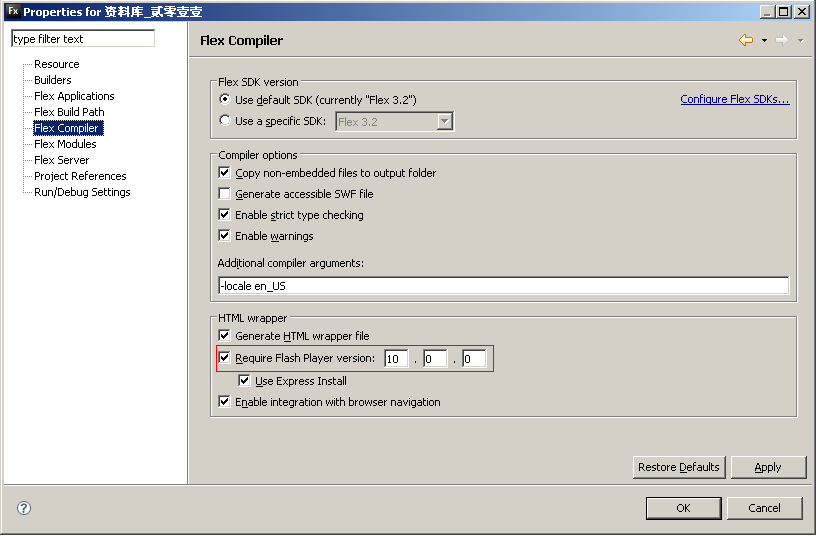 Fx Properties for 资料库_贰零壹壹
type filter text
Resource
Builders
Flex Applications
Flex Build Path
Flex Compiler
Flex Modules
Flex Server
Project References
Run/Debug Settings
Flex Compiler
Flex SDK version
Use default SDK (currently "Flex 3.2")
Configure Flex SDKs...
Use a specific SDK: Flex 3.2
Compiler options
Copy non-embedded files to output folder
Generate accessible SWF file
Enable strict type checking
Enable warnings
Additional compiler arguments:
-locale en_US
HTML wrapper
Generate HTML wrapper file
Require Flash Player version: 10 . 0 . 0
Use Express Install
Enable integration with browser navigation
Restore Defaults Apply
? OK Cancel